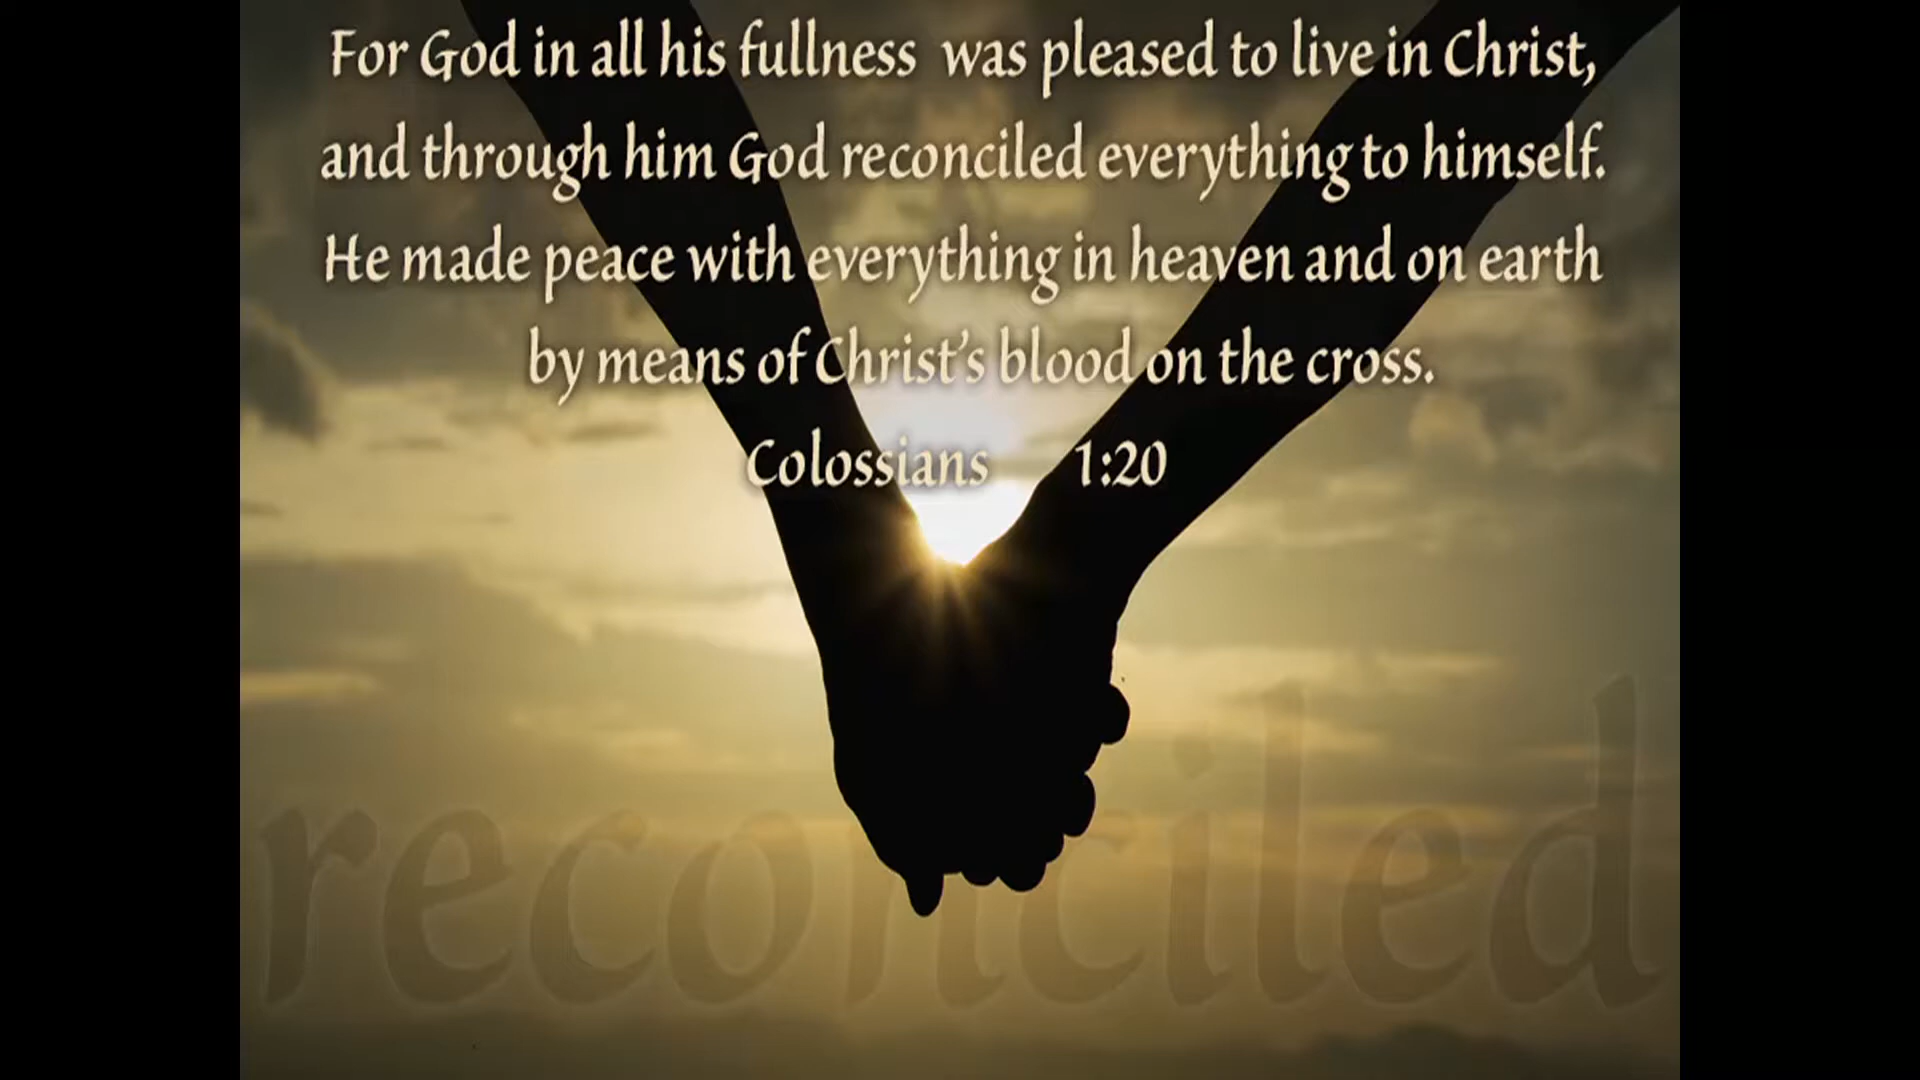 For God in all his fullness was pleased to live in Christ,
and through him God reconciled everything to himself.
He made peace with everything in heaven and on earth
by means of Christ's blood on the cross.
Colossians 1:20
reconciled